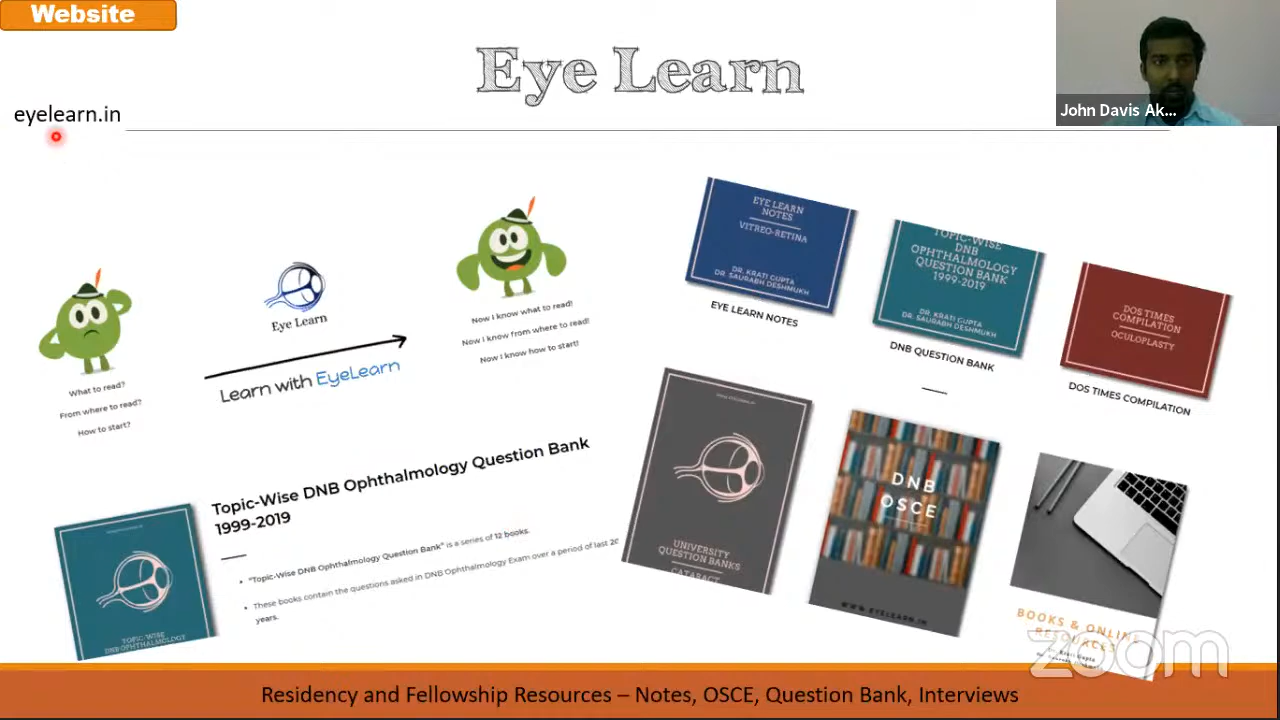 Website
Eye Learn
eyelearn.in
John Davis Ak...
What to read?
From where to read?
How to start?
Eye Learn
Learn with EyeLearn
Now I know what to read!
Now I know from where to read!
Now I know how to start!
EYE LEARN
NOTES
VITREO-RETINA
DR. KRATI GUPTA
DR. SAURABH DESHMUKH
EYE LEARN NOTES
TOPIC-WISE
DNB
OPHTHALMOLOGY
QUESTION BANK
1999-2019
DR. KRATI GUPTA
DR. SAURABH DESHMUKH
DNB QUESTION BANK
DOS TIMES
COMPILATION
OCULOPLASTY
DOS TIMES COMPILATION
Topic-Wise DNB Ophthalmology Question Bank
1999-2019
• "Topic-Wise DNB Ophthalmology Question Bank" is a series of 12 books.
• These books contain the questions asked in DNB Ophthalmology Exam over a period of last 20
years.
TOPIC-WISE
DNB OPHTHALMOLOGY
UNIVERSITY
QUESTION BANKS
CATARACT
DNB
OSCE
WWW.EYELEARN.IN
BOOKS & ONLINE
RESOURCES
zoom
Residency and Fellowship Resources – Notes, OSCE, Question Bank, Interviews